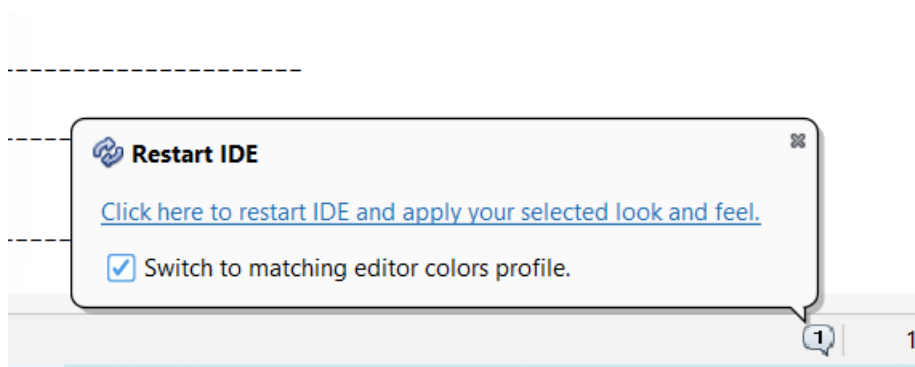 ---------------------
Restart IDE
Click here to restart IDE and apply your selected look and feel.
Switch to matching editor colors profile.
1
1